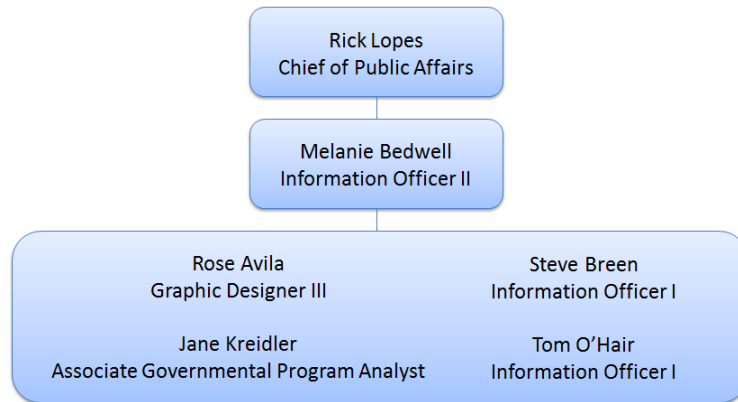 Rick Lopes
Chief of Public Affairs
Melanie Bedwell
Information Officer II
Rose Avila
Graphic Designer III
Steve Breen
Information Officer I
Jane Kreidler
Associate Governmental Program Analyst
Tom O’Hair
Information Officer I